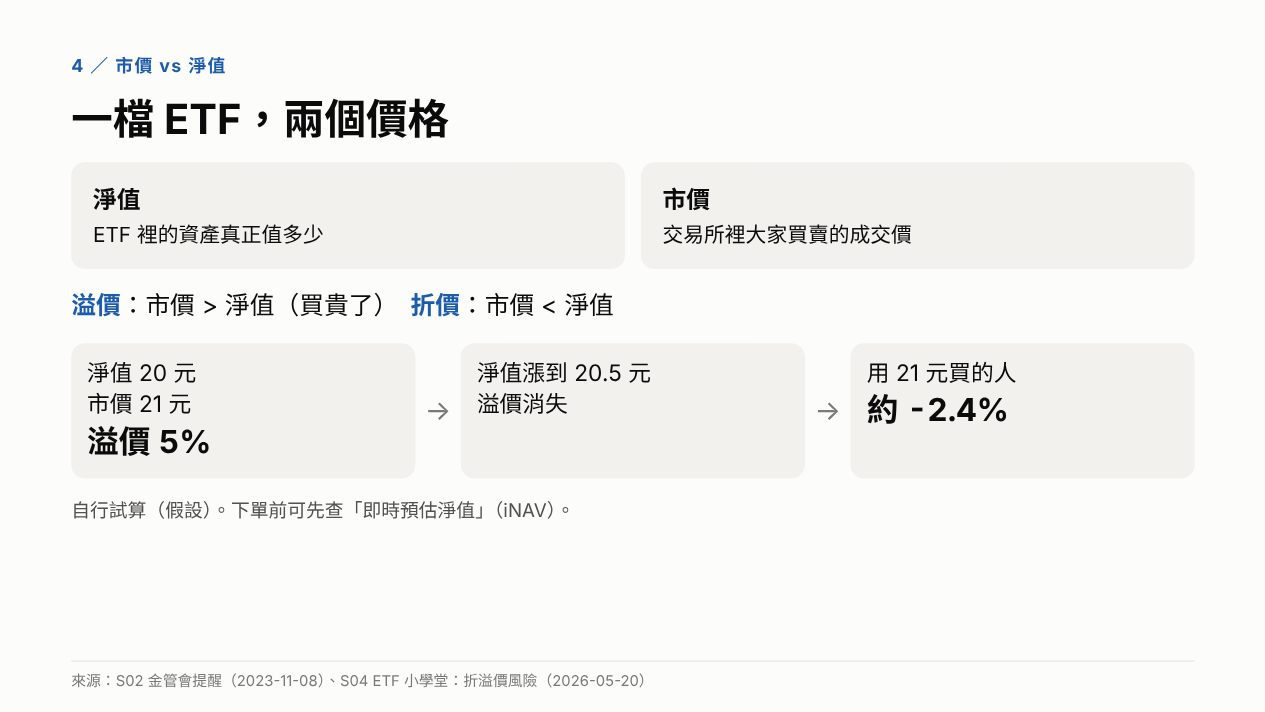 4 ／ 市價 vs 淨值
一檔 ETF，兩個價格
淨值
ETF 裡的資產真正值多少
市價
交易所裡大家買賣的成交價
溢價：市價 > 淨值（買貴了） 折價：市價 < 淨值
淨值 20 元
市價 21 元
溢價 5%
→
淨值漲到 20.5 元
溢價消失
→
用 21 元買的人
約 -2.4%
自行試算（假設）。下單前可先查「即時預估淨值」（iNAV）。
來源：S02 金管會提醒（2023-11-08）、S04 ETF 小學堂：折溢價風險（2026-05-20）